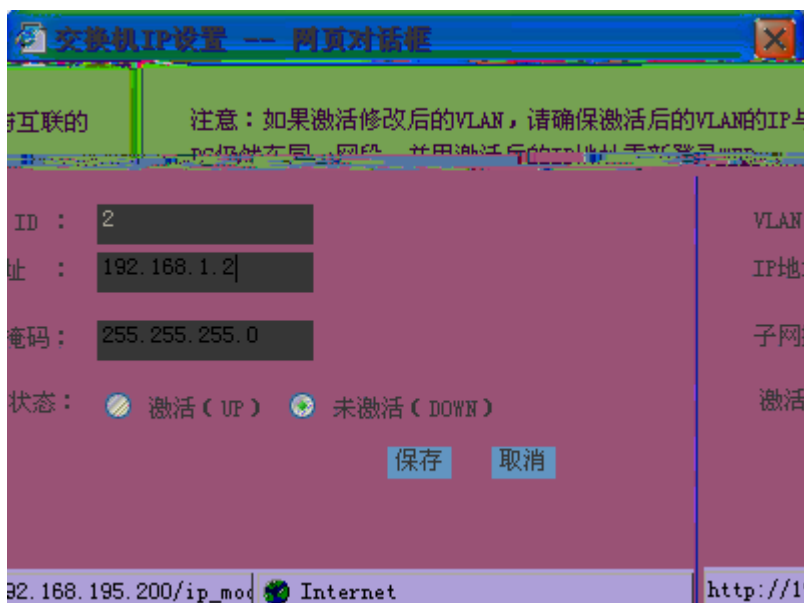 交换机IP设置 -- 网页对话框
互联的
注意：如果激活修改后的VLAN，请确保激活后的VLAN的IP与
ID :
2
VLAN
址 :
192.168.1.2
IP地
掩码：
255.255.255.0
子网
状态：
激活(UP)
未激活(DOWN)
激活
保存
取消
92.168.195.200/ip_mod
Internet
http://1